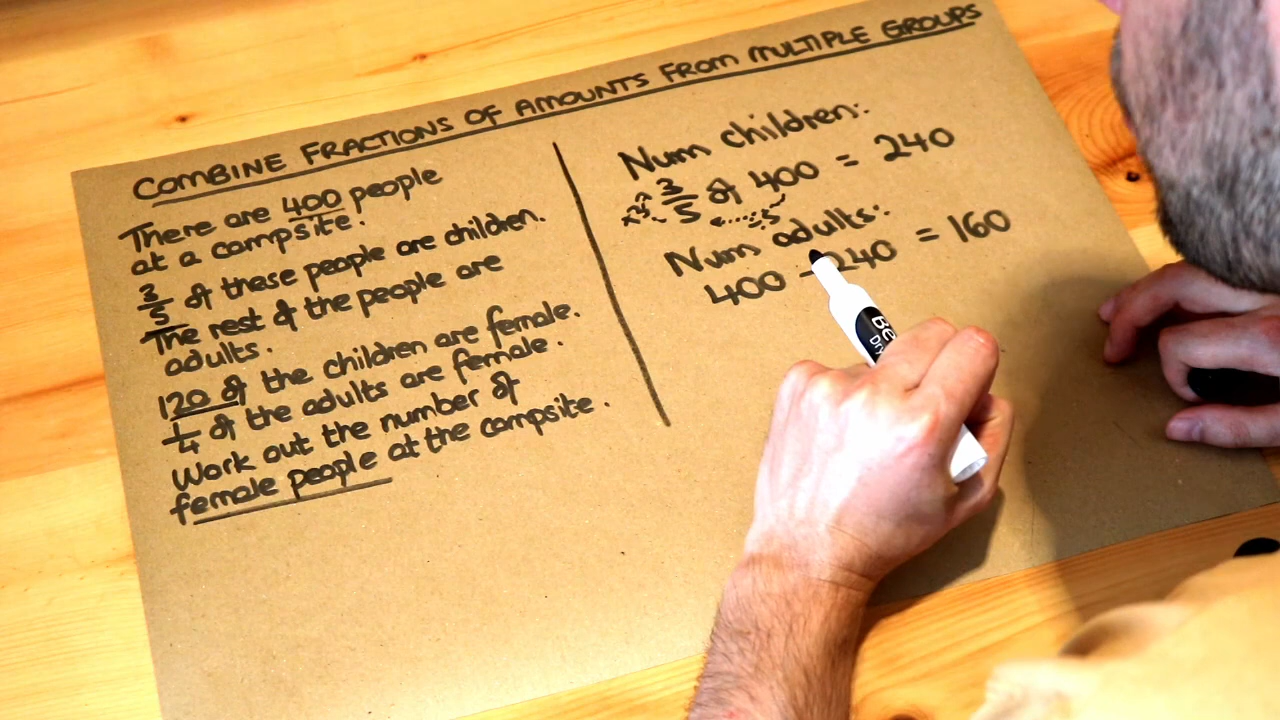 COMBINE FRACTIONS OF AMOUNTS FROM MULTIPLE GROUPS
There are 400 people
at a campsite.
3/5 of these people are children.
The rest of the people are
adults.
120 of the children are female.
1/4 of the adults are female.
Work out the number of
female people at the campsite.
Num children:
×3 3/5 of 400 = 240
÷5
Num adults:
400 - 240 = 160